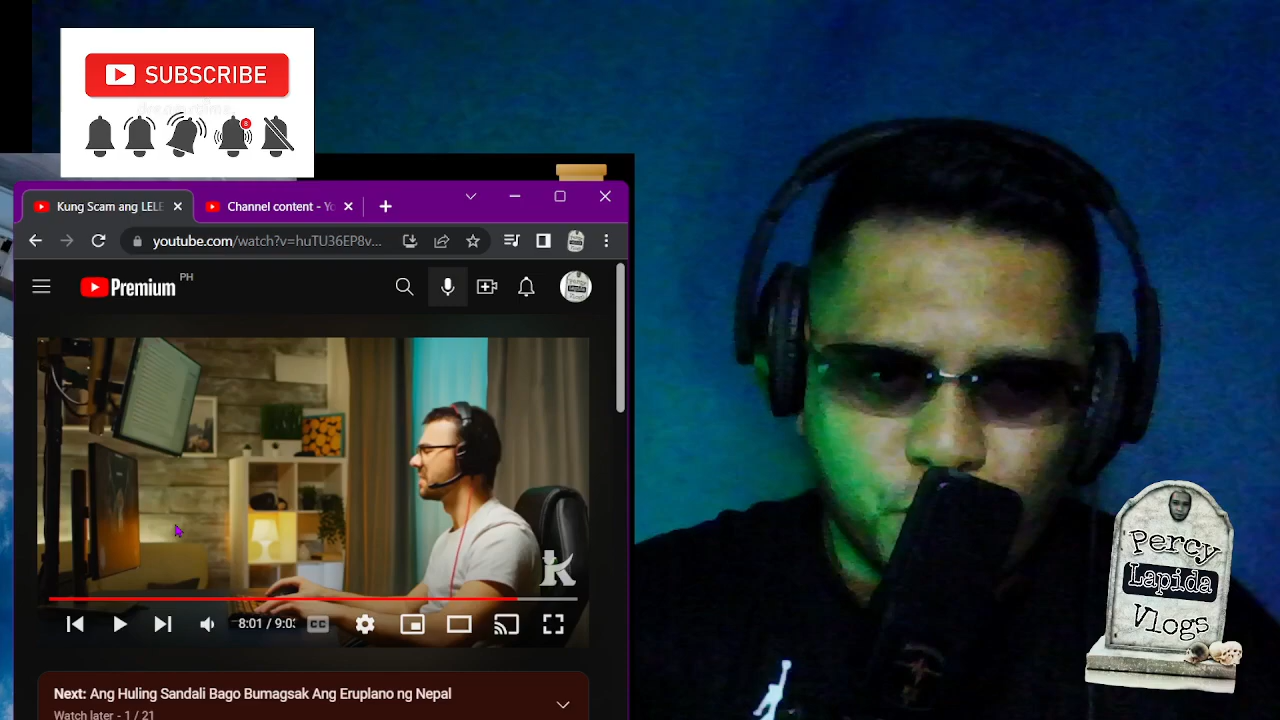 SUBSCRIBE
Kung Scam ang LELE
Channel content - Yo
youtube.com/watch?v=huTU36EP8v...
Premium
PH
8:01 / 9:0
CC
Next: Ang Huling Sandali Bago Bumagsak Ang Eruplano ng Nepal
Watch later - 1 / 21
Percy
Lapida
Vlogs